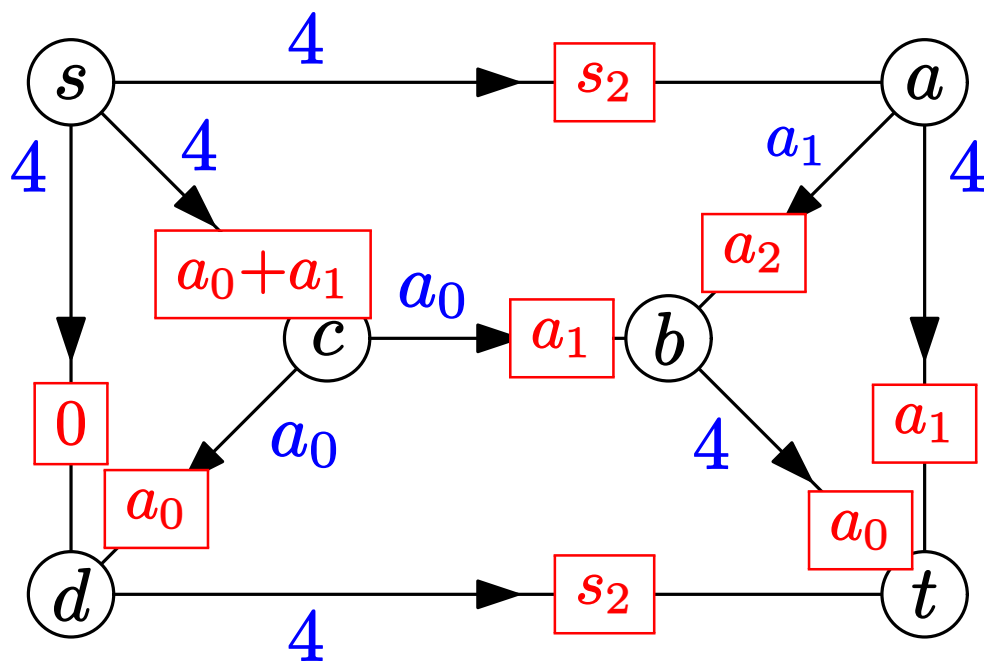 4
s s₂ a
4 4 a₁ 4
a₀+a₁ a₂
a₀
c a₁ b
0 a₀ 4 a₁
a₀ a₀
d s₂ t
4